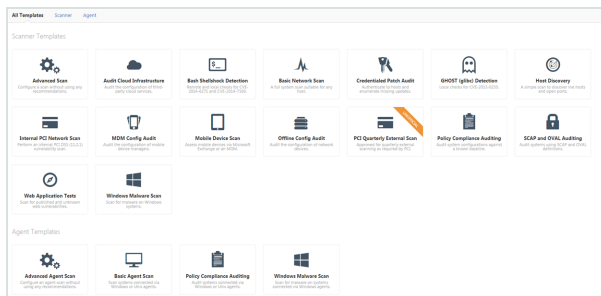 All Templates Scanner Agent
Scanner Templates
Advanced Scan
Configure a scan without using any
recommendations.
Audit Cloud Infrastructure
Audit the configuration of third-
party cloud services.
Bash Shellshock Detection
Remote and local checks for CVE-
2014-6271 and CVE-2014-7169.
Basic Network Scan
A full system scan suitable for any
host.
Credentialed Patch Audit
Authenticate to hosts and
enumerate missing updates.
GHOST (glibc) Detection
Local checks for CVE-2015-0235.
Host Discovery
A simple scan to discover live hosts
and open ports.
Internal PCI Network Scan
Perform an internal PCI DSS (11.2.1)
vulnerability scan.
MDM Config Audit
Audit the configuration of mobile
device managers.
Mobile Device Scan
Assess mobile devices via Microsoft
Exchange or an MDM.
Offline Config Audit
Audit the configuration of network
devices.
PCI Quarterly External Scan
Approved for quarterly external
scanning as required by PCI.
Policy Compliance Auditing
Audit system configurations against
a known baseline.
SCAP and OVAL Auditing
Audit systems using SCAP and OVAL
definitions.
Web Application Tests
Scan for published and unknown
web vulnerabilities.
Windows Malware Scan
Scan for malware on Windows
systems.
Agent Templates
Advanced Agent Scan
Configure an agent scan without
using any recommendations.
Basic Agent Scan
Scan systems connected via
Windows or Unix agents.
Policy Compliance Auditing
Audit systems connected via
Windows or Unix agents.
Windows Malware Scan
Scan for malware on systems
connected via Windows agents.